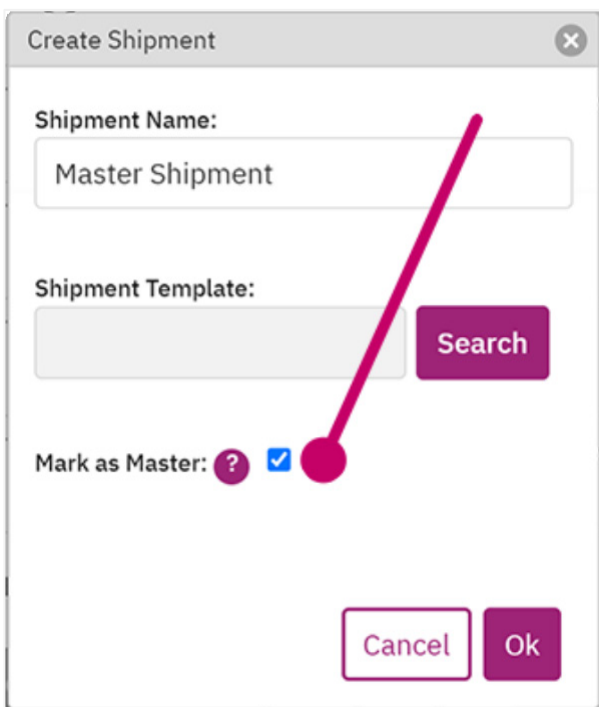 Create Shipment
Shipment Name:
Master Shipment
Shipment Template:
Search
Mark as Master: ?
Cancel Ok